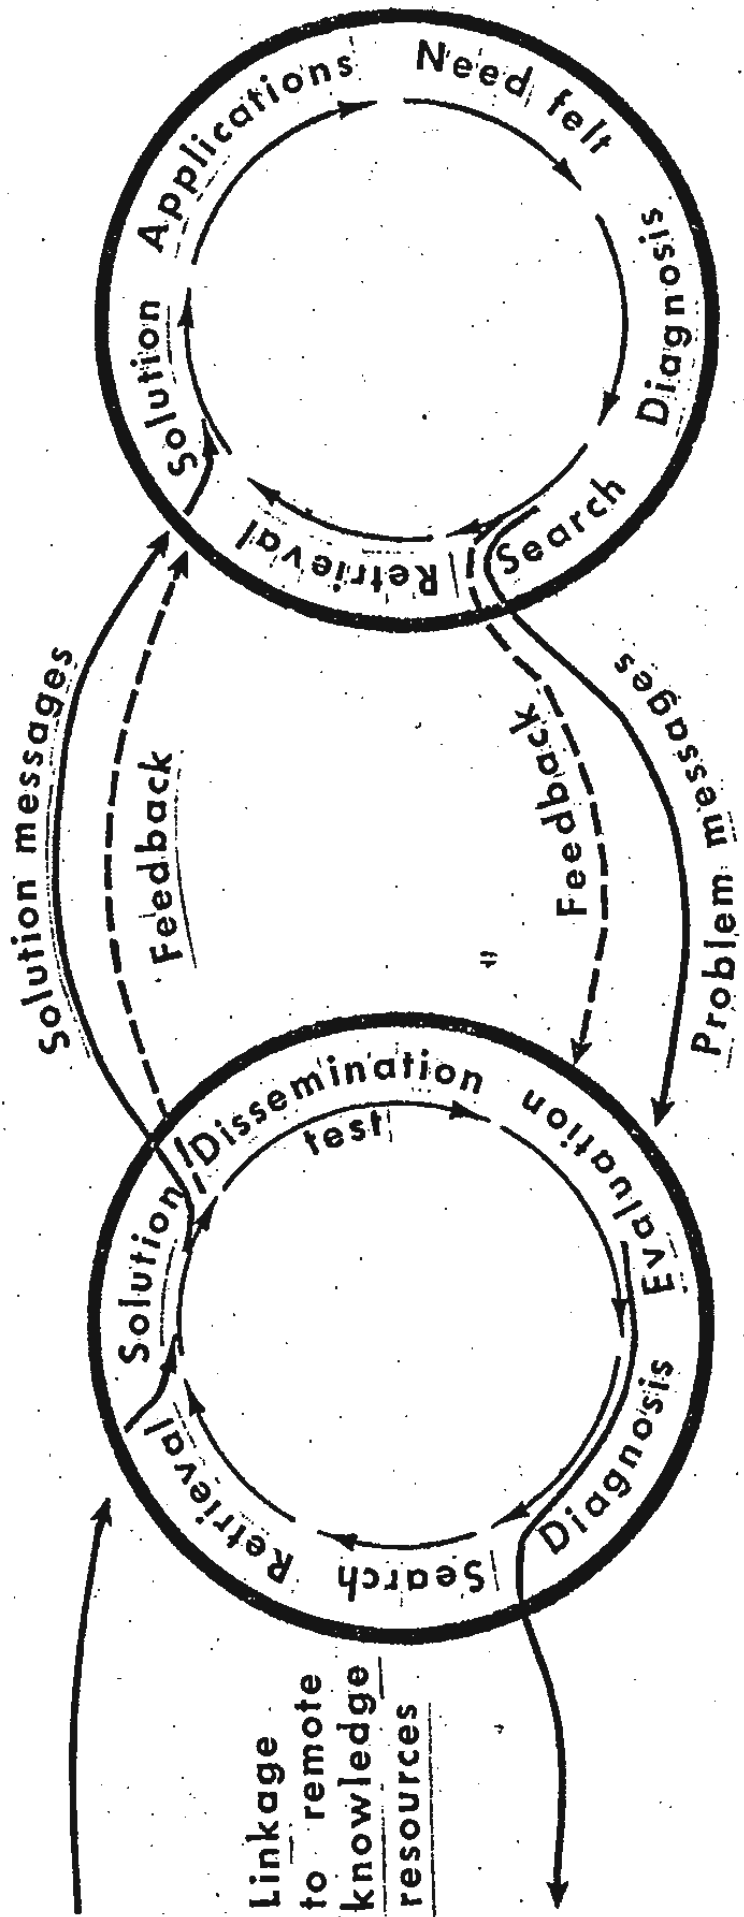 Need felt
Diagnosis
Search
Retrieval
Solution
Applications
Solution messages
Feedback
Feedback
Problem messages
Dissemination
test
Evaluation
Diagnosis
Search
Retrieval
Solution
Linkage
to remote
knowledge
resources